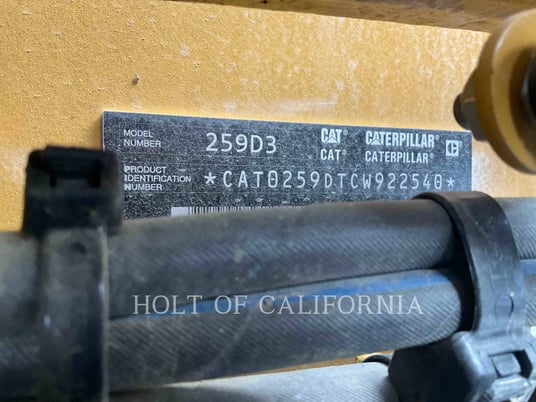 MODEL NUMBER 259D3 CAT® CATERPILLAR®
CAT® CATERPILLAR
PRODUCT IDENTIFICATION NUMBER *CAT0259DTCW922540*
HOLT OF CALIFORNIA